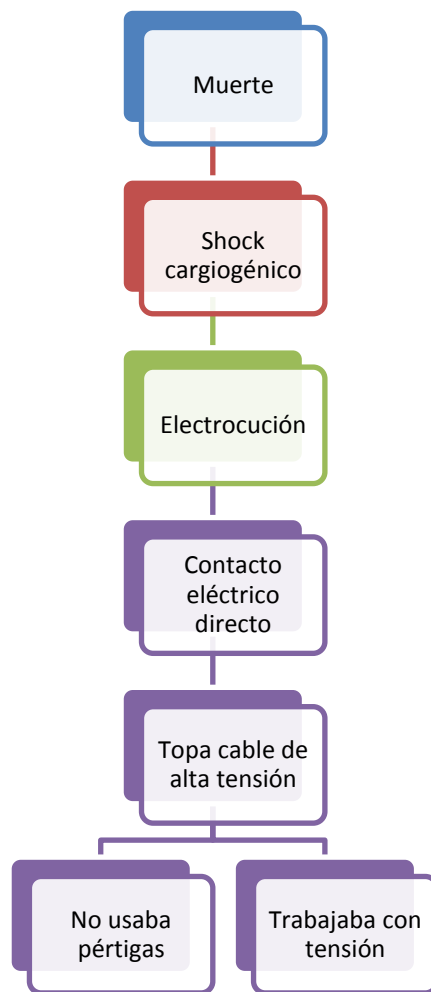 Muerte
Shock
cargiogénico
Electrocución
Contacto
eléctrico
directo
Topa cable de
alta tensión
No usaba
pértigas
Trabajaba con
tensión